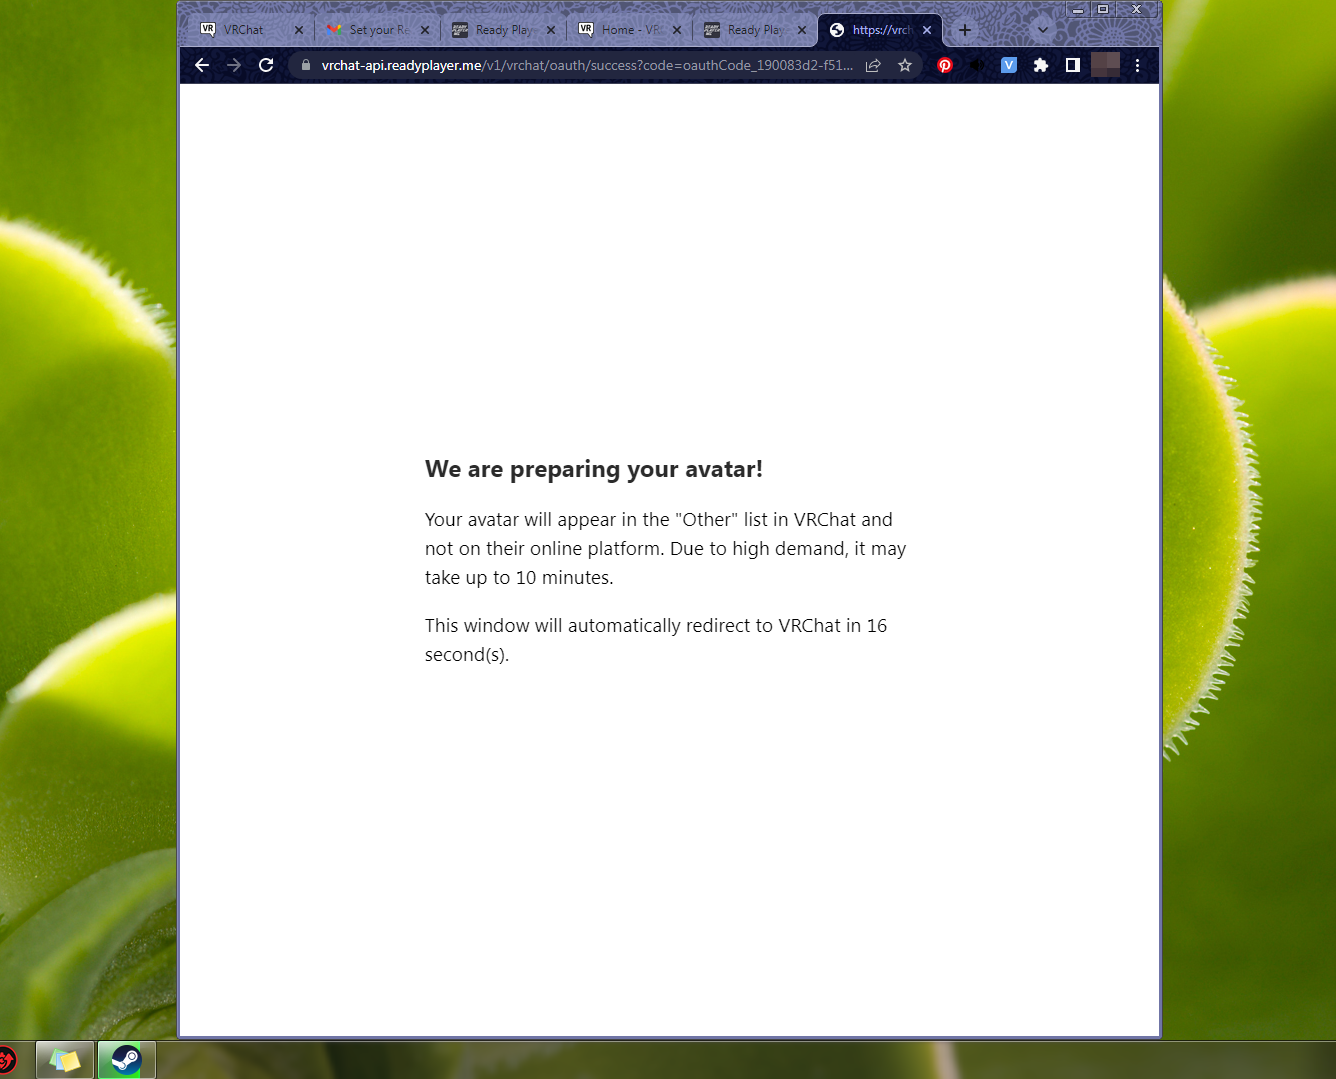 VRChat
Set your Re
Ready Play
Home - VR
Ready Play
https://vrch
vrchat-api.readyplayer.me/v1/vrchat/oauth/success?code=oauthCode_190083d2-f51...
V
We are preparing your avatar!
Your avatar will appear in the "Other" list in VRChat and
not on their online platform. Due to high demand, it may
take up to 10 minutes.
This window will automatically redirect to VRChat in 16
second(s).